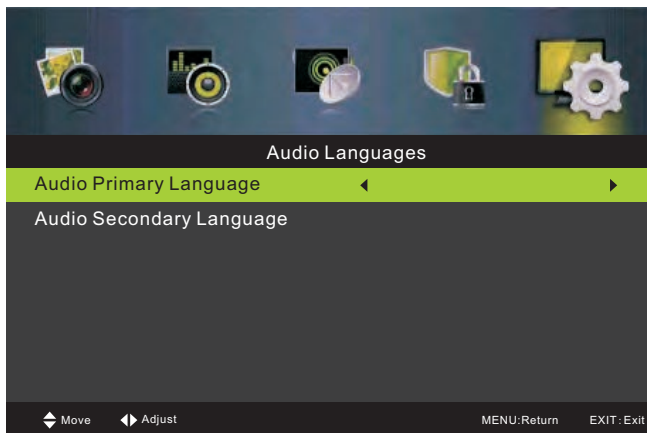 Audio Languages
Audio Primary Language
Audio Secondary Language
Move Adjust MENU:Return EXIT:Exit